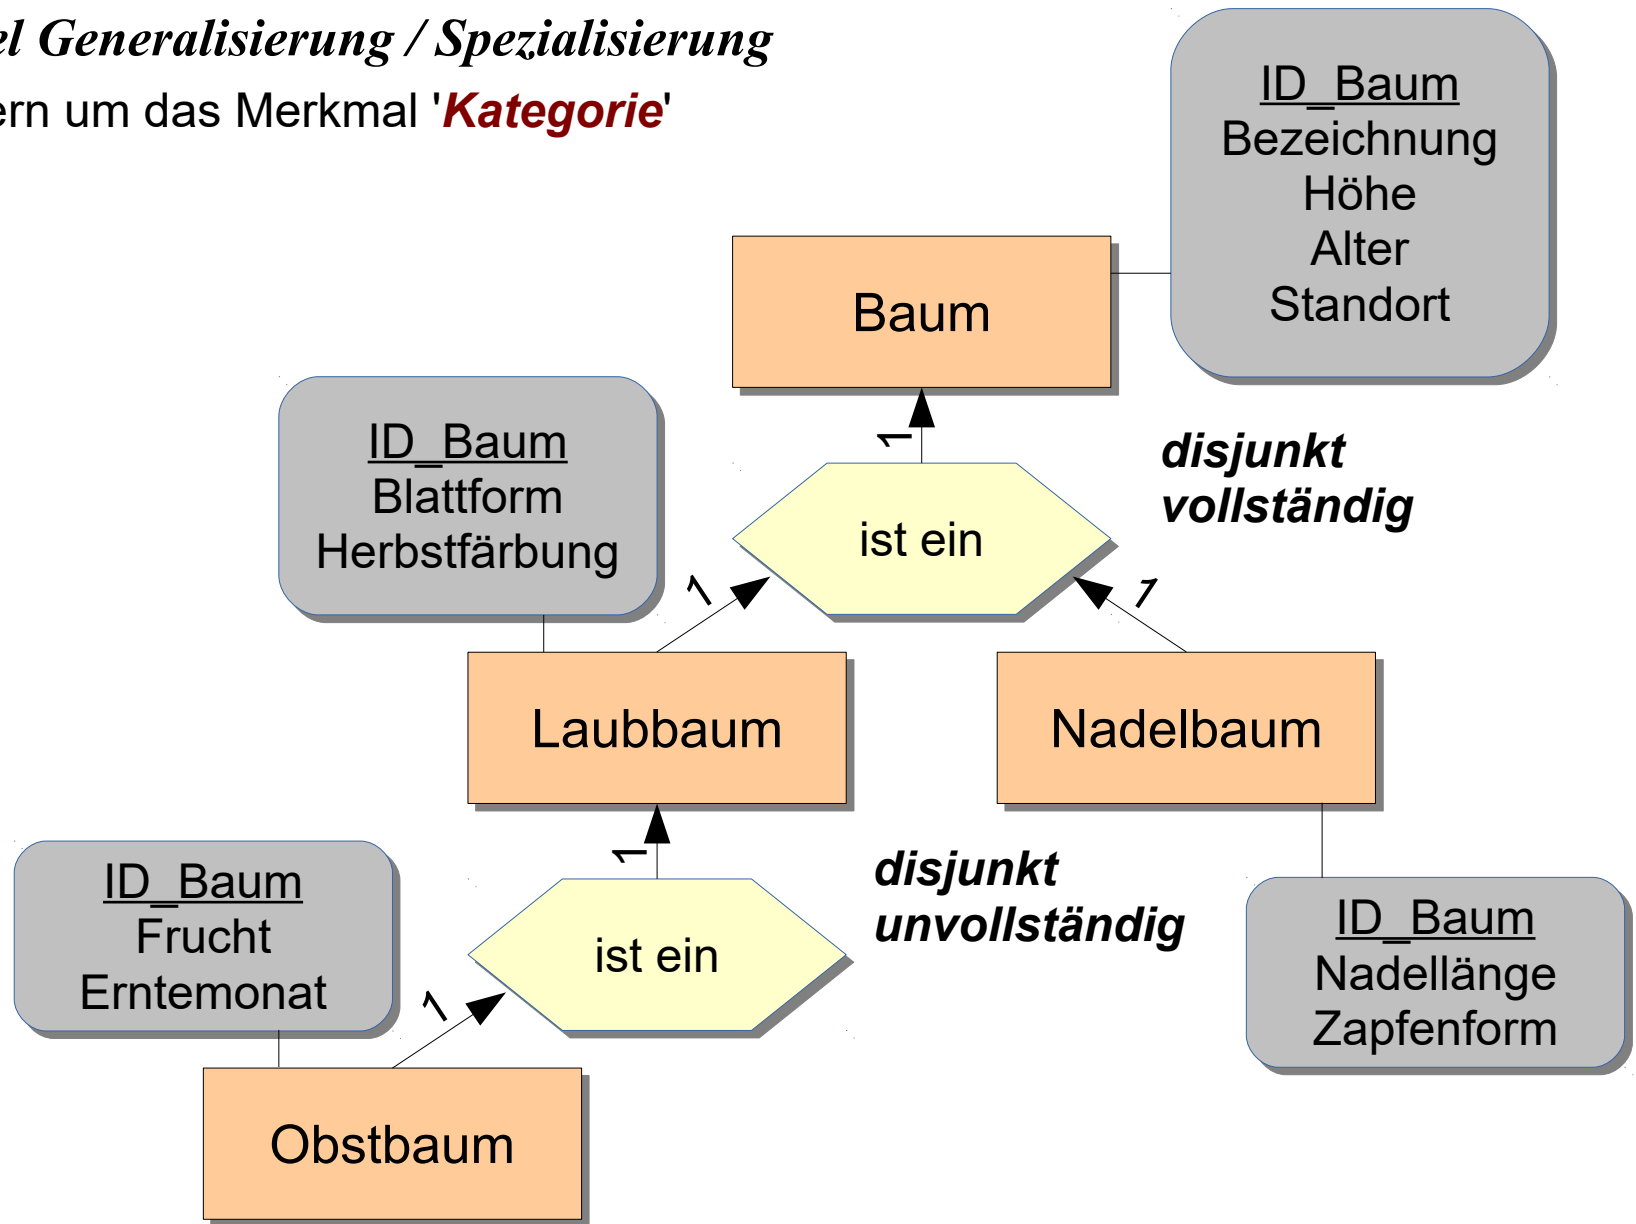 el Generalisierung / Spezialisierung
ern um das Merkmal 'Kategorie'
ID_Baum
Bezeichnung
Höhe
Alter
Standort
Baum
1
disjunkt
vollständig
ID_Baum
Blattform
Herbstfärbung
ist ein
1
1
Laubbaum
Nadelbaum
1
disjunkt
unvollständig
ID_Baum
Frucht
Erntemonat
ist ein
1
ID_Baum
Nadellänge
Zapfenform
Obstbaum